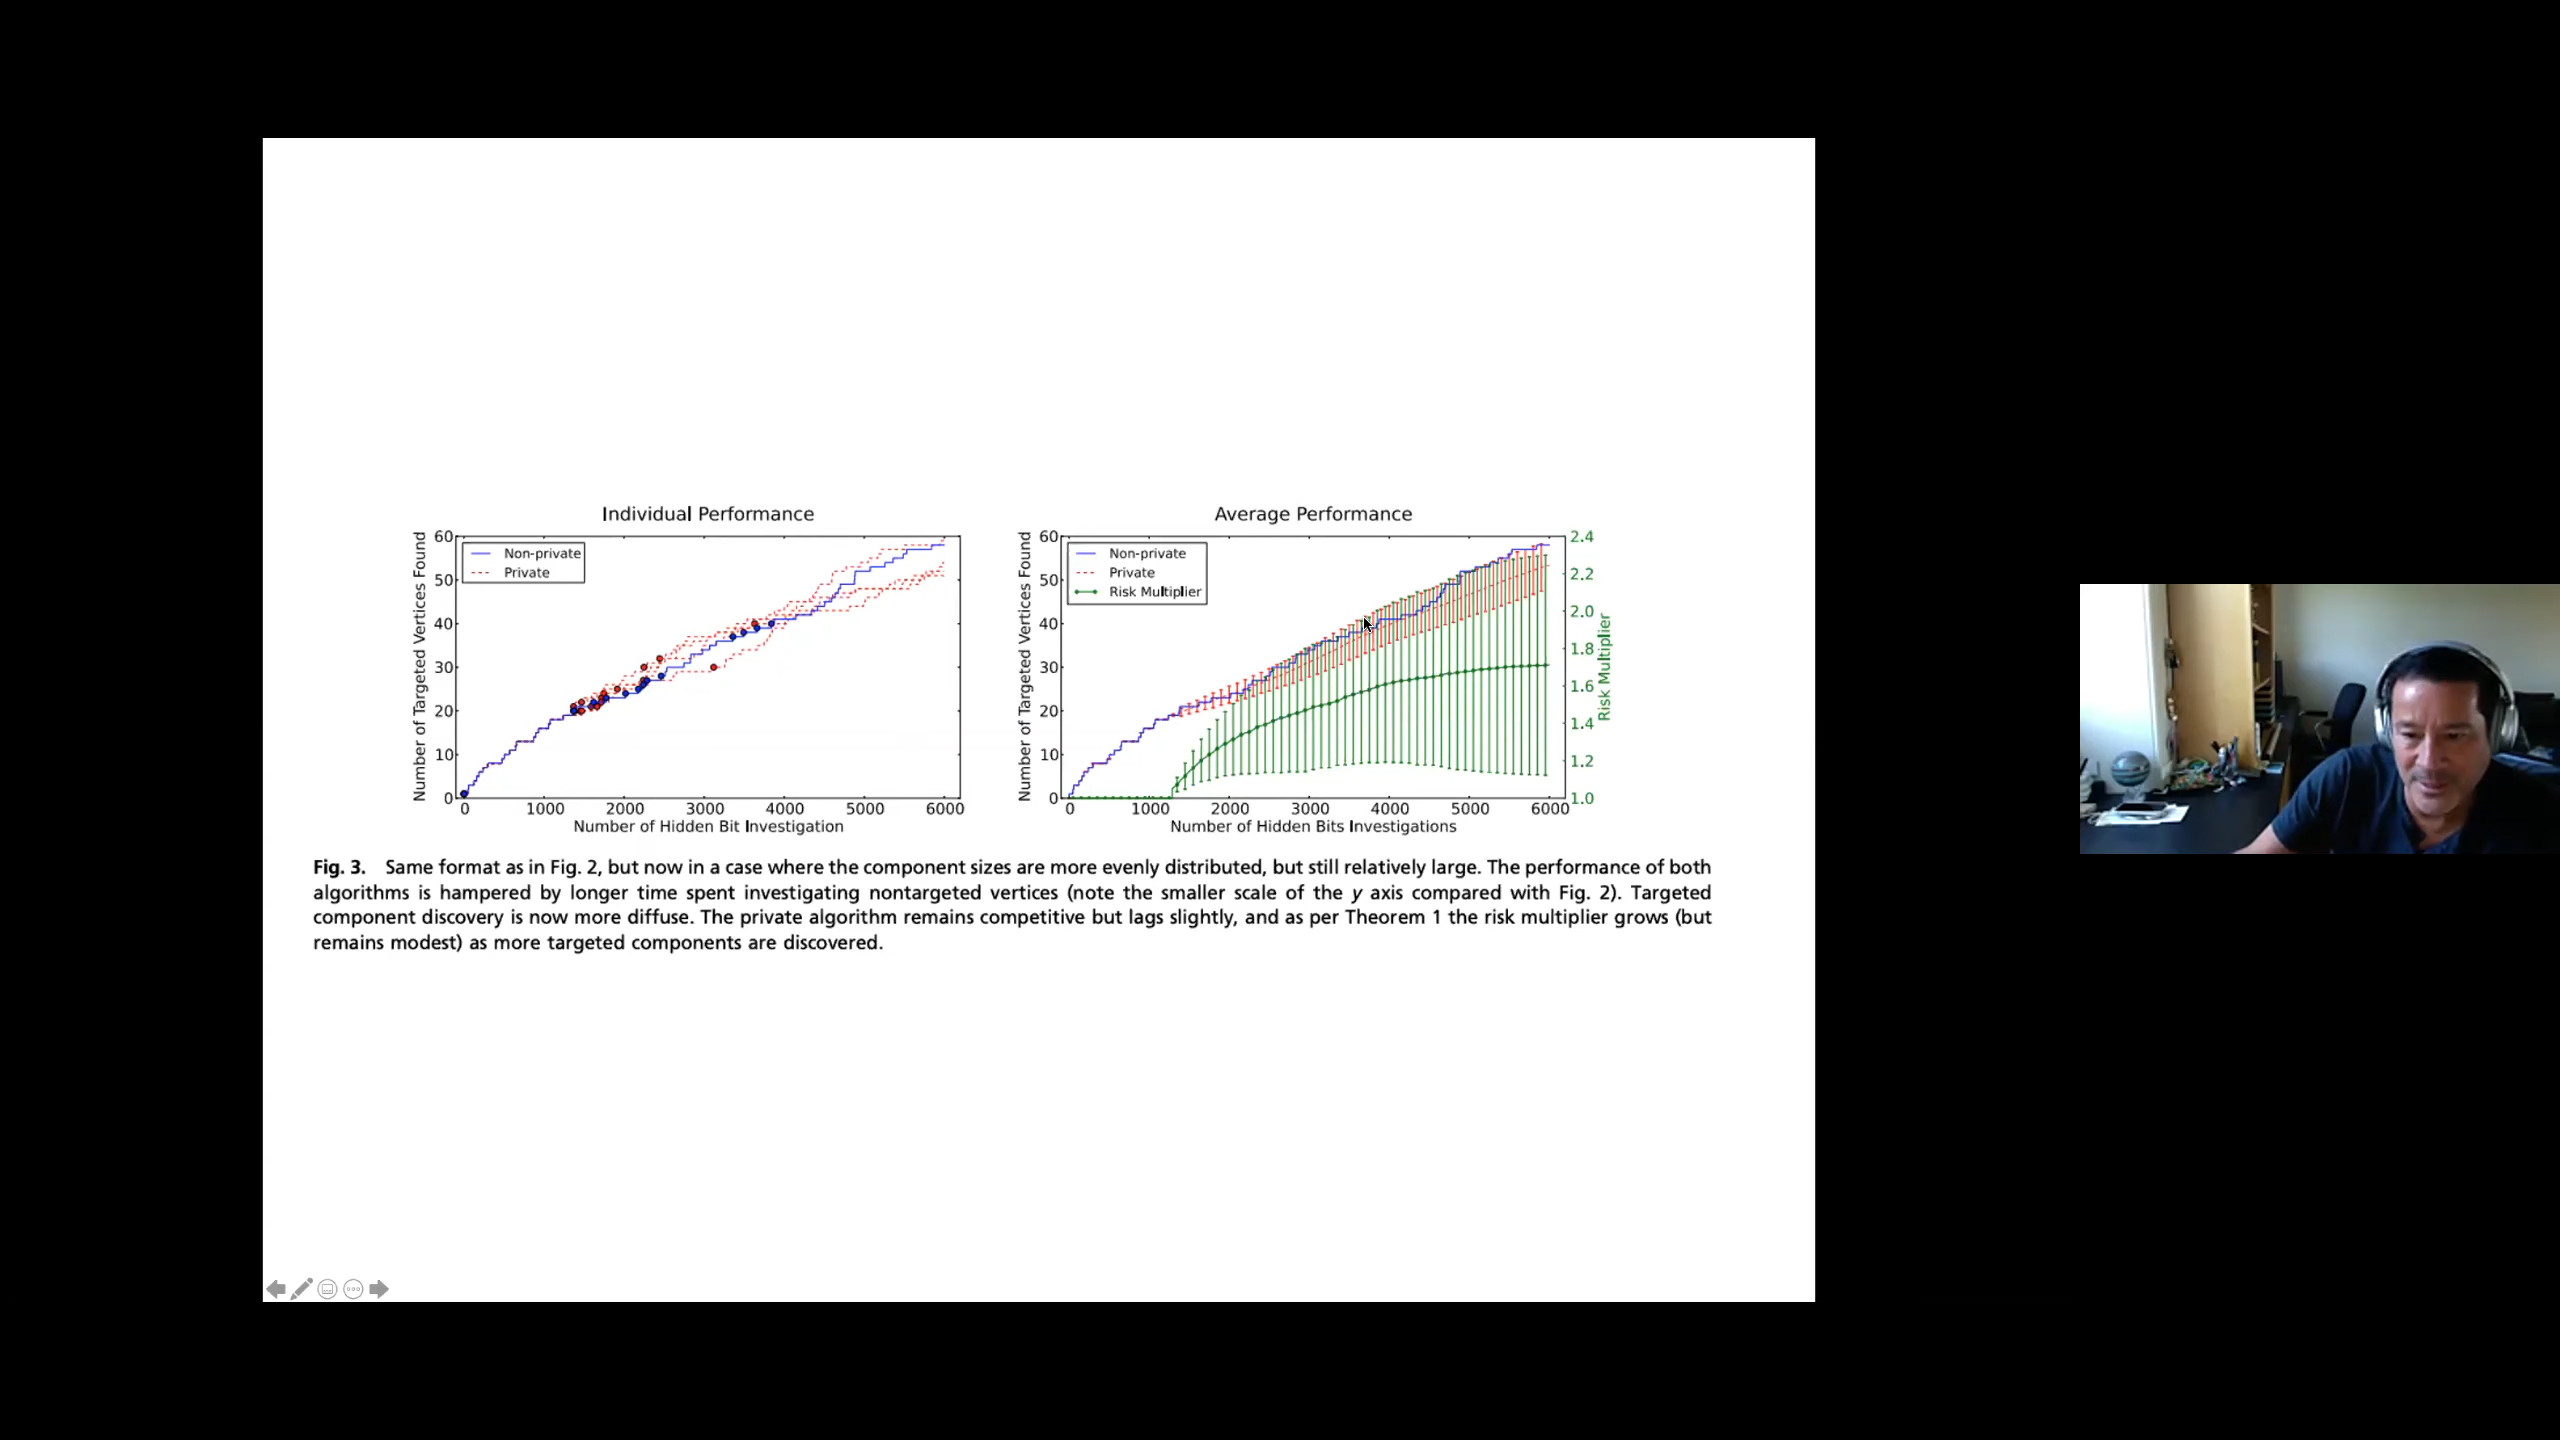 Individual Performance
60
50
40
30
20
10
0
Number of Targeted Vertices Found
Non-private
Private
0 1000 2000 3000 4000 5000 6000
Number of Hidden Bit Investigation
Average Performance
60
50
40
30
20
10
0
Number of Targeted Vertices Found
Non-private
Private
Risk Multiplier
2.4
2.2
2.0
1.8
1.6
1.4
1.2
1.0
Risk Multiplier
0 1000 2000 3000 4000 5000 6000
Number of Hidden Bits Investigations
Fig. 3. Same format as in Fig. 2, but now in a case where the component sizes are more evenly distributed, but still relatively large. The performance of both
algorithms is hampered by longer time spent investigating nontargeted vertices (note the smaller scale of the y axis compared with Fig. 2). Targeted
component discovery is now more diffuse. The private algorithm remains competitive but lags slightly, and as per Theorem 1 the risk multiplier grows (but
remains modest) as more targeted components are discovered.